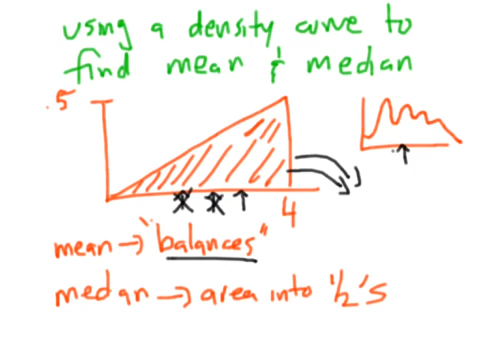 using a density curve to
find mean & median
.5
4
mean → "balances"
median → area into 1/2's